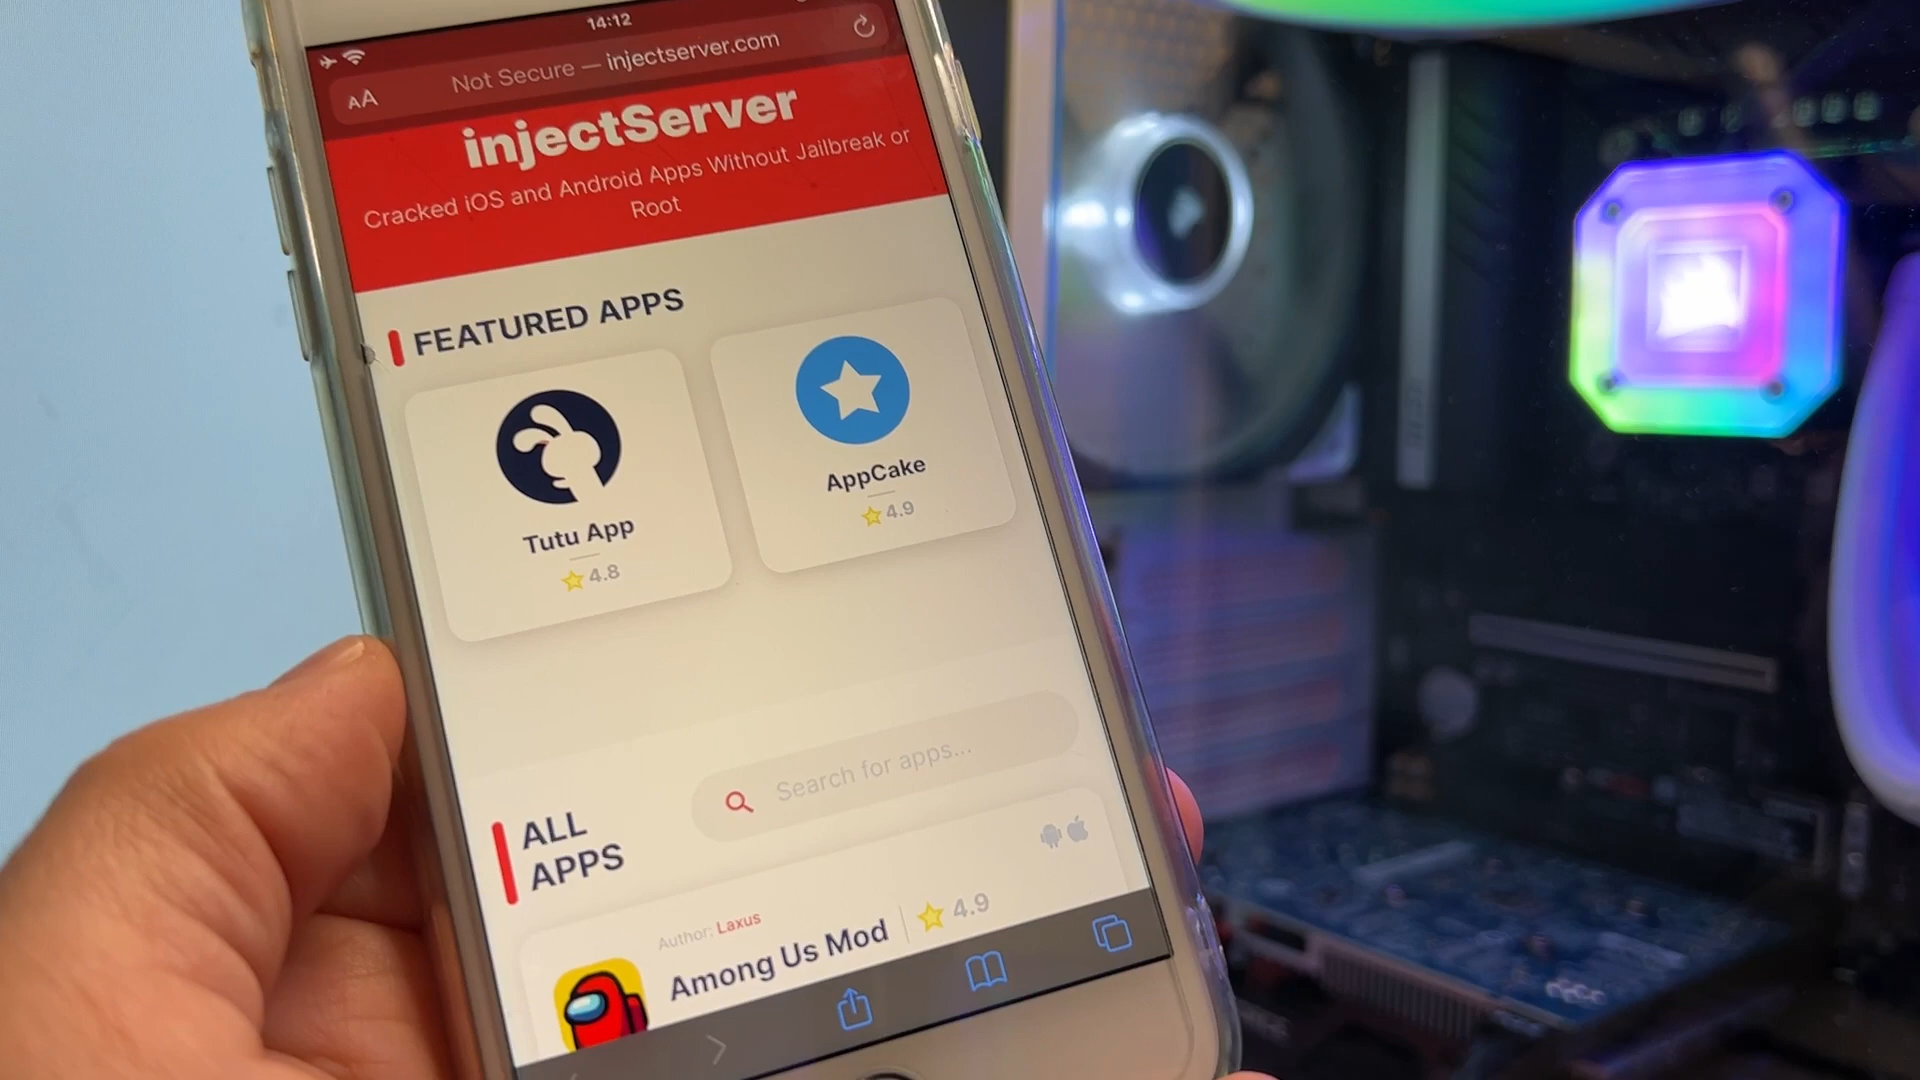 14:12
AA Not Secure — injectserver.com
injectServer
Cracked iOS and Android Apps Without Jailbreak or
Root
FEATURED APPS
Tutu App
4.8
AppCake
4.9
ALL
APPS
Search for apps...
Author: Laxus
Among Us Mod
4.9